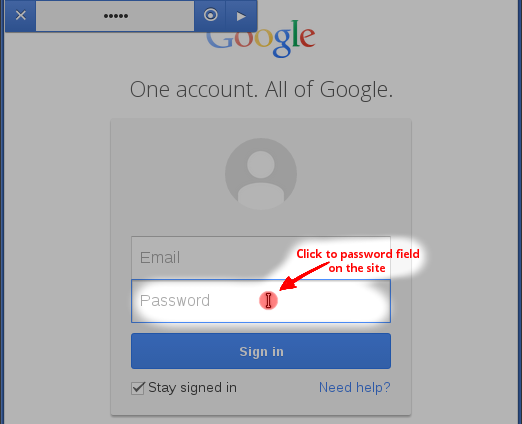 •••••
Google
One account. All of Google.
Email
Click to password field
on the site
Password
Sign in
Stay signed in
Need help?